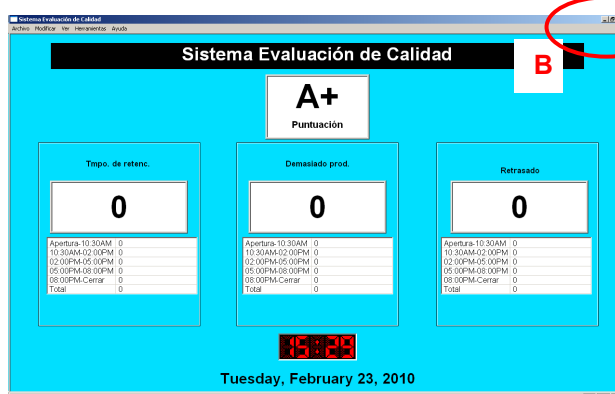 Sistema Evaluación de Calidad
Archivo Modificar Ver Herramientas Ayuda
Sistema Evaluación de Calidad
B
A+
Puntuación
Tmpo. de retenc.
0
Apertura-10:30AM 0
10:30AM-02:00PM 0
02:00PM-05:00PM 0
05:00PM-08:00PM 0
08:00PM-Cerrar 0
Total 0
Demasiado prod.
0
Apertura-10:30AM 0
10:30AM-02:00PM 0
02:00PM-05:00PM 0
05:00PM-08:00PM 0
08:00PM-Cerrar 0
Total 0
Retrasado
0
Apertura-10:30AM 0
10:30AM-02:00PM 0
02:00PM-05:00PM 0
05:00PM-08:00PM 0
08:00PM-Cerrar 0
Total 0
15:29
Tuesday, February 23, 2010